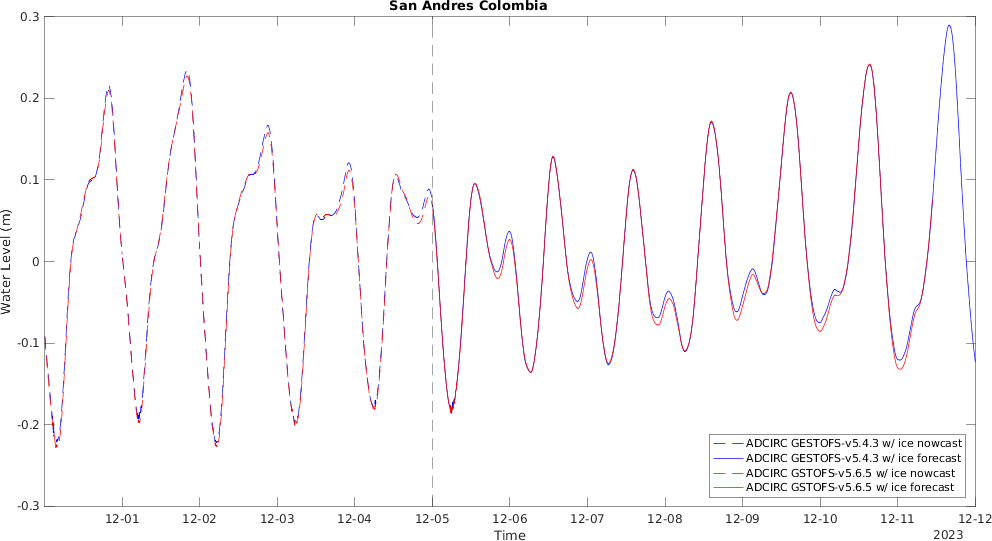 San Andres Colombia
0.3
0.2
0.1
0
-0.1
-0.2
-0.3
Water Level (m)
ADCIRC GESTOFS-v5.4.3 w/ ice nowcast
ADCIRC GESTOFS-v5.4.3 w/ ice forecast
ADCIRC GSTOFS-v5.6.5 w/ ice nowcast
ADCIRC GSTOFS-v5.6.5 w/ ice forecast
12-01 12-02 12-03 12-04 12-05 12-06 12-07 12-08 12-09 12-10 12-11 12-12
Time
2023